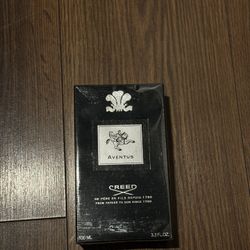 AVENTUS
CREED
DE PÈRE EN FILS DEPUIS 1760
FROM FATHER TO SON SINCE 1760
100 ML
3.3 FL.OZ.